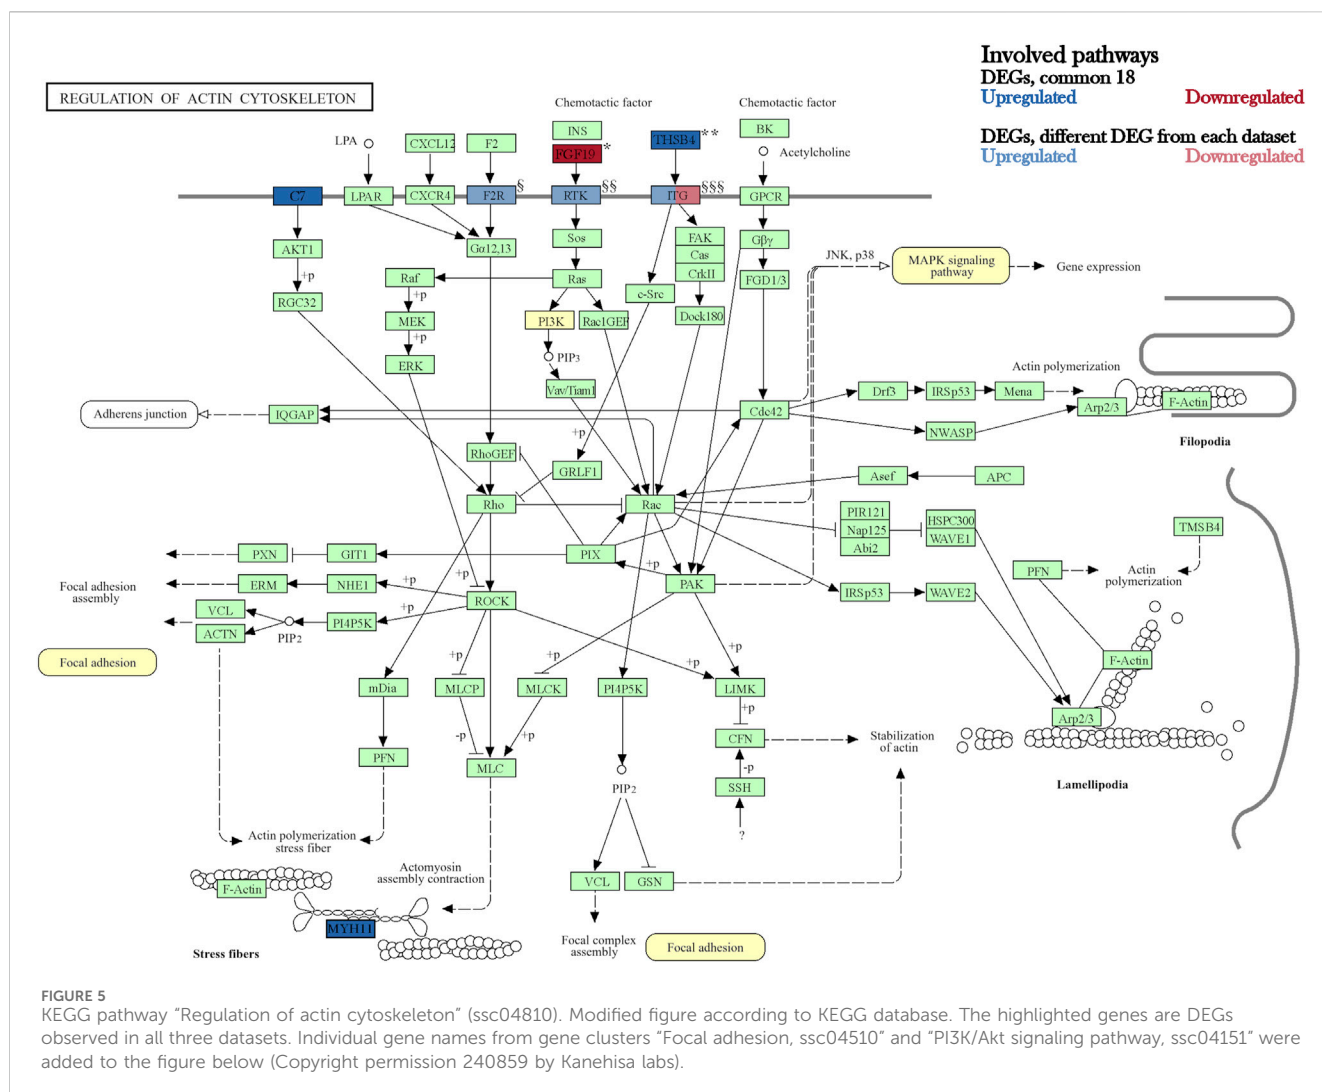 Involved pathways
DEGs, common 18
Upregulated Downregulated
DEGs, different DEG from each dataset
Upregulated Downregulated
REGULATION OF ACTIN CYTOSKELETON
Chemotactic factor
Chemotactic factor
LPA
CXCL12
F2
INS
FGF19 *
THSB4 **
BK
Acetylcholine
C7
LPAR
CXCR4
F2R §
RTK §§
ITG §§§
GPCR
AKT1
+p
RGC32
Gα12,13
Raf
+p
MEK
+p
ERK
Sos
Ras
PI3K
Rac1GEF
PIP3
Vav/Tiam1
c-Src
FAK
Cas
CrkII
Dock180
Gβγ
FGD1/3
JNK, p38
MAPK signaling
pathway
Gene expression
Adherens junction
IQGAP
Cdc42
Drf3
IRSp53
Mena
Actin polymerization
Arp2/3
F-Actin
NWASP
Filopodia
+p
RhoGEF
GRLF1
Rho
Rac
Asef
APC
PIR121
Nap125
Abi2
HSPC300
WAVE1
TMSB4
PFN
Actin
polymerization
PXN
GIT1
PIX
+p
PAK
IRSp53
WAVE2
Focal adhesion
assembly
ERM
NHE1
+p
+p
ROCK
VCL
ACTN
PIP2
PI4P5K
+p
Focal adhesion
mDia
+p
MLCP
+p
MLCK
PI4P5K
+p
+p
LIMK
+p
F-Actin
Arp2/3
Lamellipodia
PFN
-p
+p
MLC
CFN
-p
SSH
?
Stabilization
of actin
PIP2
Actin polymerization
stress fiber
Actomyosin
assembly contraction
VCL
GSN
F-Actin
MYH11
Stress fibers
Focal complex
assembly
Focal adhesion
FIGURE 5
KEGG pathway “Regulation of actin cytoskeleton” (ssc04810). Modified figure according to KEGG database. The highlighted genes are DEGs
observed in all three datasets. Individual gene names from gene clusters “Focal adhesion, ssc04510” and “PI3K/Akt signaling pathway, ssc04151” were
added to the figure below (Copyright permission 240859 by Kanehisa labs).